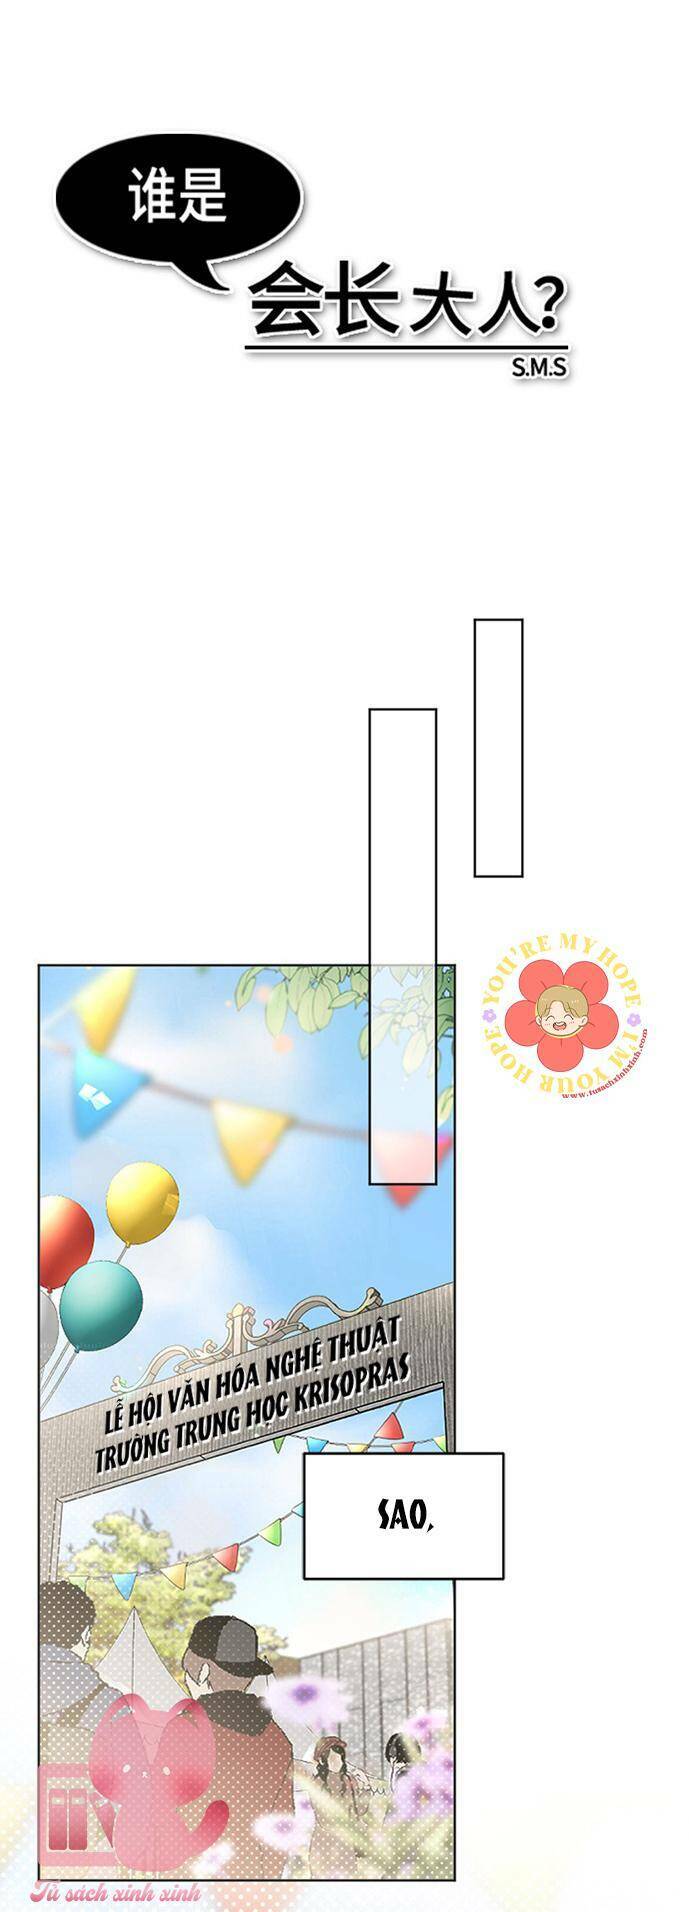 谁是
会长大人?
S.M.S
YOU'RE MY HOPE
I'M YOUR HOPE
www.tusachxinhxinh.com
LỄ HỘI VĂN HÓA NGHỆ THUẬT
TRƯỜNG TRUNG HỌC KRISOPRAS
SAO,
Tủ sách xinh xinh